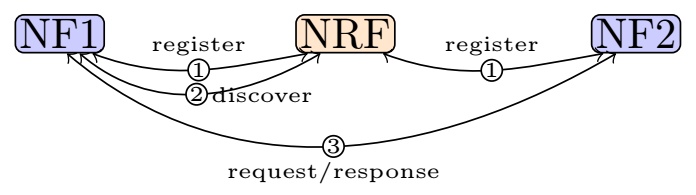 NF1
NRF
NF2
register
register
1
1
2
discover
3
request/response